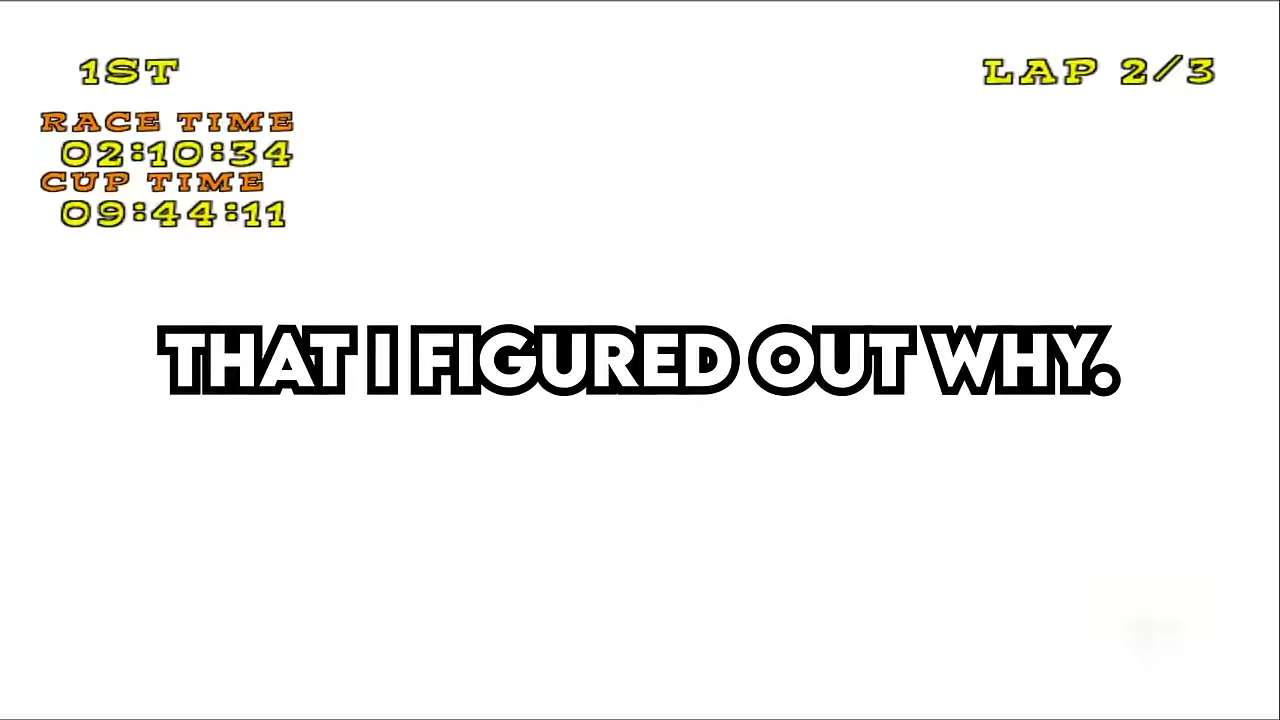 1ST
LAP 2/3
RACE TIME
02:10:34
CUP TIME
09:44:11
THAT I FIGURED OUT WHY.